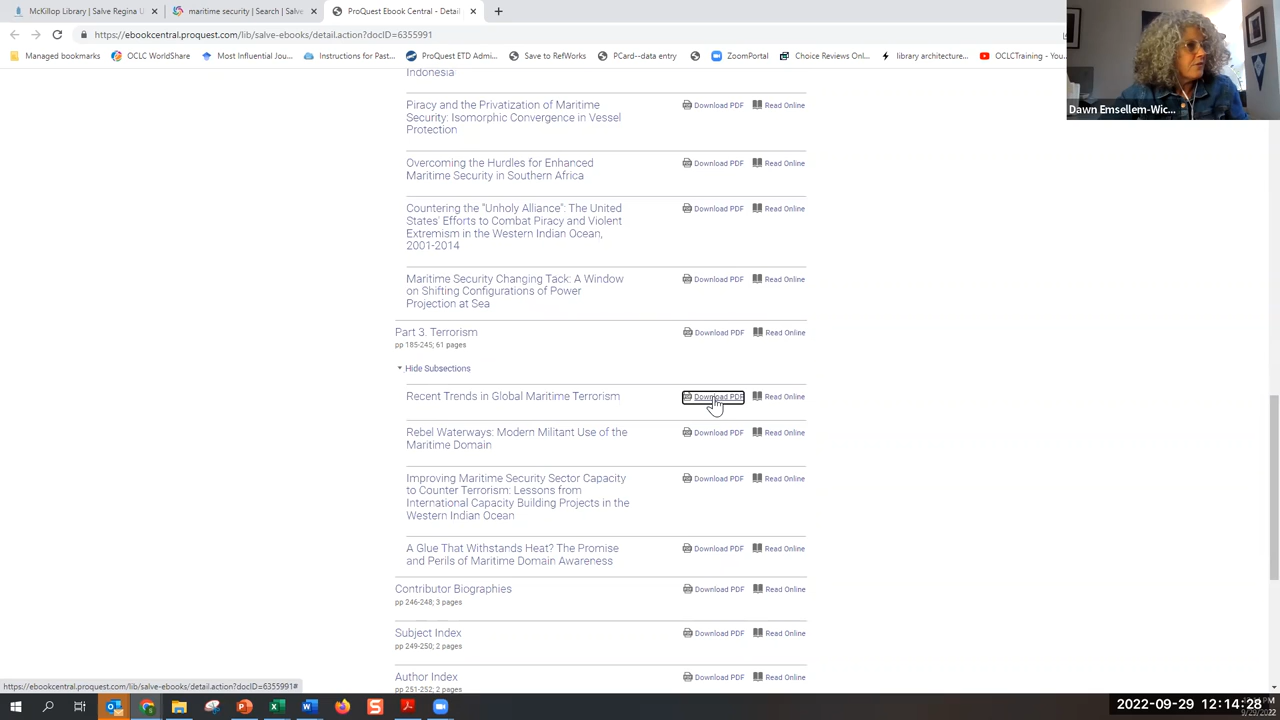 McKillop Library | Salve Regina U
maritime security | Search | Salve
ProQuest Ebook Central - Detail
https://ebookcentral.proquest.com/lib/salve-ebooks/detail.action?docID=6355991
Managed bookmarks
OCLC WorldShare
Most Influential Jou...
Instructions for Past...
ProQuest ETD Admi...
Save to RefWorks
PCard--data entry
ZoomPortal
Choice Reviews Onl...
library architecture...
OCLCTraining - You...
Dawn Emsellem-Wic...
Indonesia
Piracy and the Privatization of Maritime
Security: Isomorphic Convergence in Vessel
Protection
Download PDF Read Online
Overcoming the Hurdles for Enhanced
Maritime Security in Southern Africa
Download PDF Read Online
Countering the "Unholy Alliance": The United
States' Efforts to Combat Piracy and Violent
Extremism in the Western Indian Ocean,
2001-2014
Download PDF Read Online
Maritime Security Changing Tack: A Window
on Shifting Configurations of Power
Projection at Sea
Download PDF Read Online
Part 3. Terrorism
pp 185-245; 61 pages
Download PDF Read Online
Hide Subsections
Recent Trends in Global Maritime Terrorism
Download PDF Read Online
Rebel Waterways: Modern Militant Use of the
Maritime Domain
Download PDF Read Online
Improving Maritime Security Sector Capacity
to Counter Terrorism: Lessons from
International Capacity Building Projects in the
Western Indian Ocean
Download PDF Read Online
A Glue That Withstands Heat? The Promise
and Perils of Maritime Domain Awareness
Download PDF Read Online
Contributor Biographies
pp 246-248; 3 pages
Download PDF Read Online
Subject Index
pp 249-250; 2 pages
Download PDF Read Online
Author Index
pp 251-252; 2 pages
Download PDF Read Online
https://ebookcentral.proquest.com/lib/salve-ebooks/detail.action?docID=6355991#
2022-09-29 12:14:28